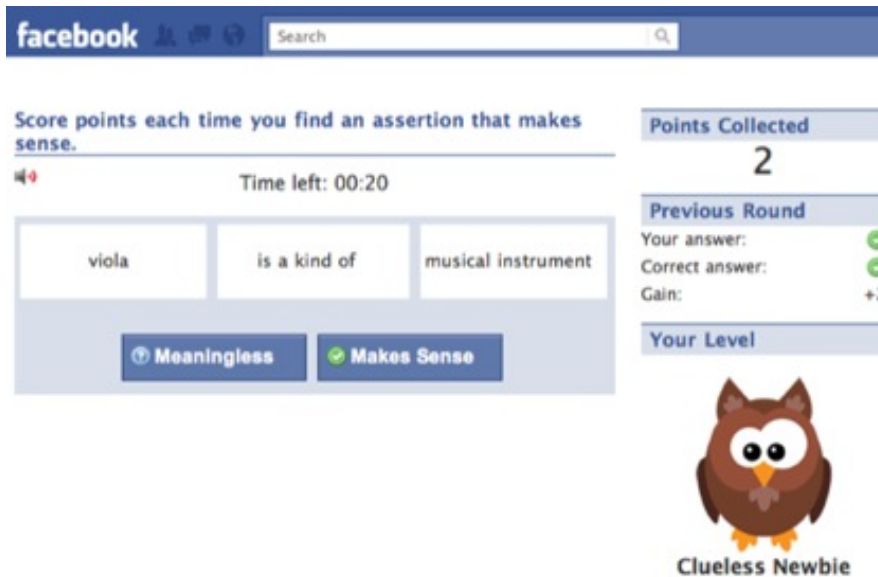 facebook
Search
Score points each time you find an assertion that makes
sense.
Time left: 00:20
viola
is a kind of
musical instrument
Meaningless
Makes Sense
Points Collected
2
Previous Round
Your answer:
Correct answer:
Gain:
Your Level
Clueless Newbie